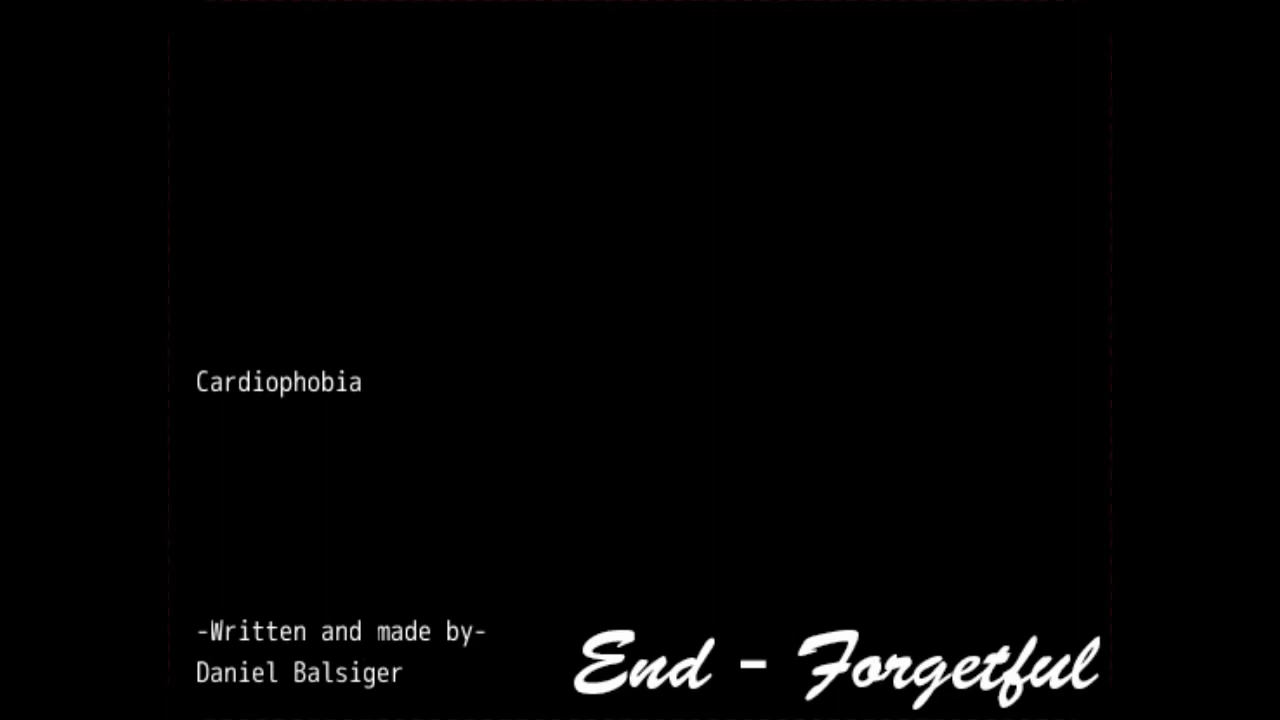 Cardiophobia
-Written and made by-
Daniel Balsiger
End - Forgetful